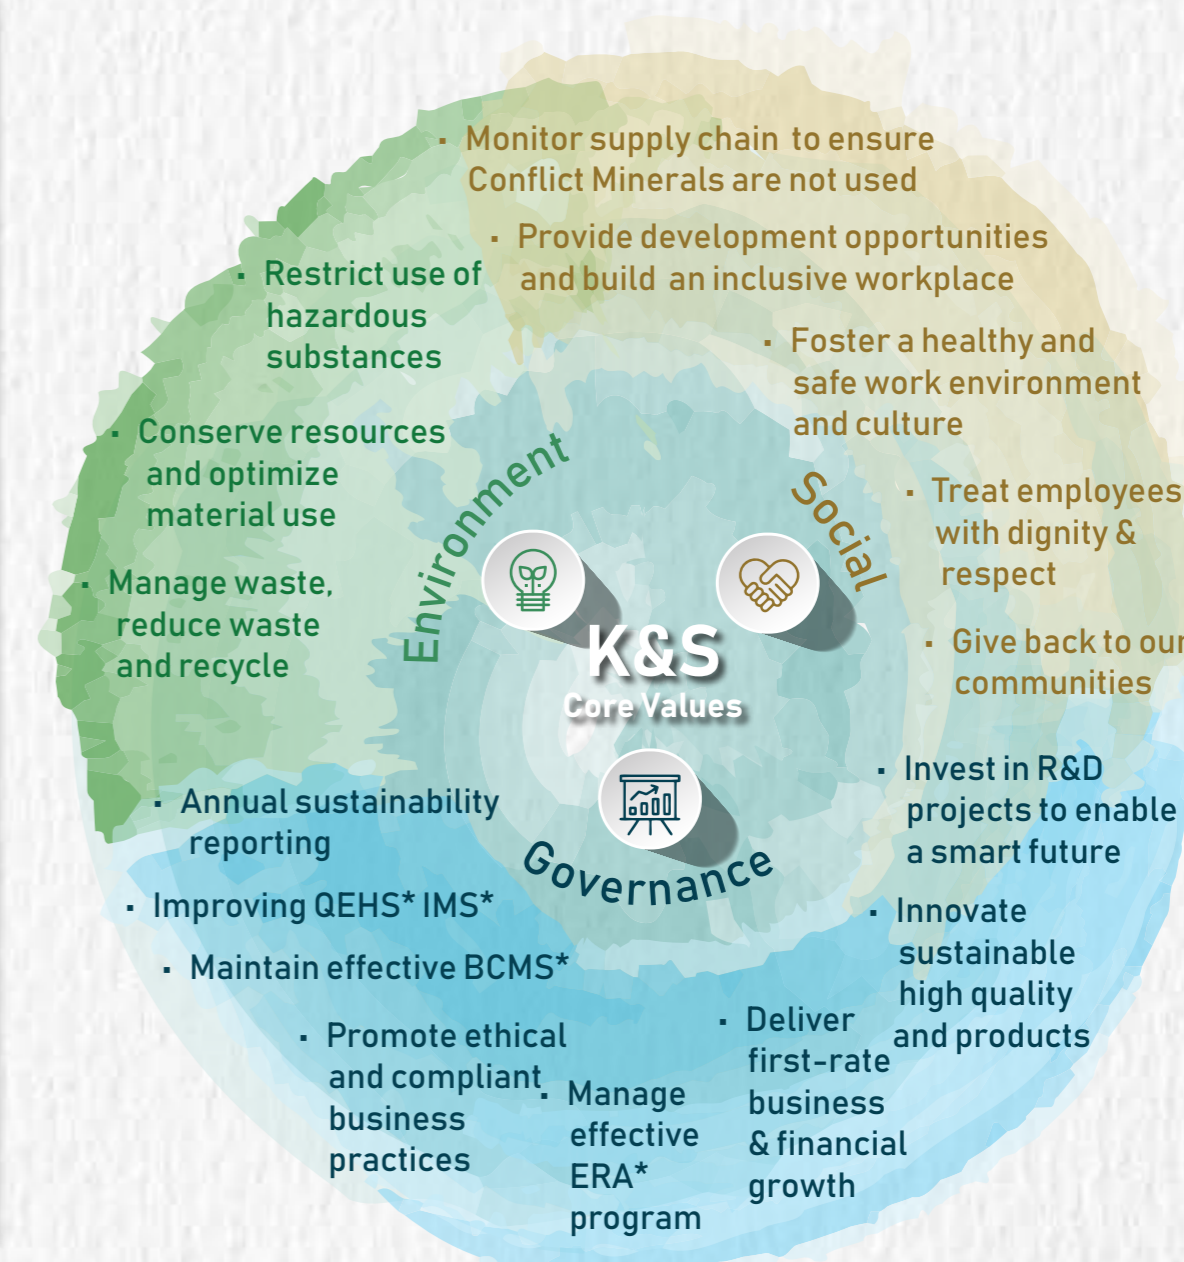 · Monitor supply chain to ensure
Conflict Minerals are not used
· Provide development opportunities
and build an inclusive workplace
· Foster a healthy and
safe work environment
and culture
· Treat employees
with dignity &
respect
· Give back to our
communities
· Restrict use of
hazardous
substances
· Conserve resources
and optimize
material use
· Manage waste,
reduce waste
and recycle
Environment
Social
K&S
Core Values
Governance
· Annual sustainability
reporting
· Improving QEHS* IMS*
· Maintain effective BCMS*
· Promote ethical
and compliant
business
practices
· Manage
effective
ERA*
program
· Deliver
first-rate
business
& financial
growth
· Innovate
sustainable
high quality
and products
· Invest in R&D
projects to enable
a smart future